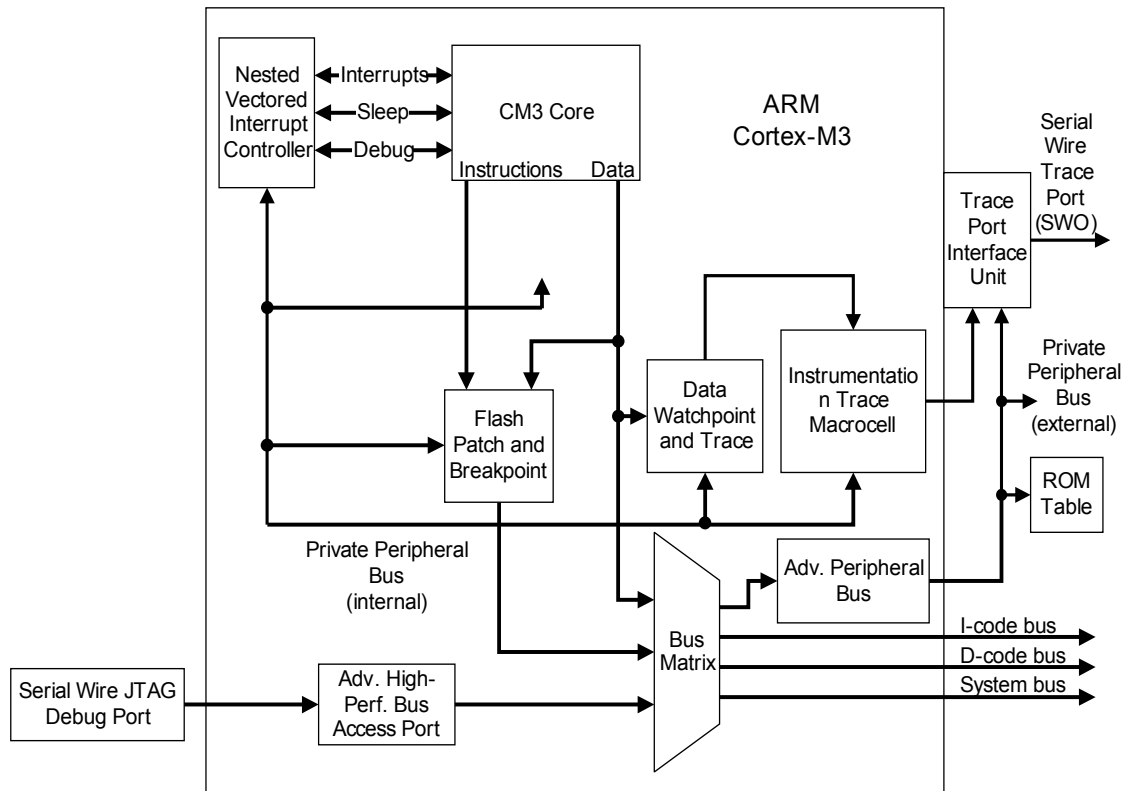 Nested
Vectored
Interrupt
Controller
Interrupts
Sleep
Debug
CM3 Core
Instructions
Data
ARM
Cortex-M3
Serial
Wire
Trace
Port
(SWO)
Trace
Port
Interface
Unit
Flash
Patch and
Breakpoint
Data
Watchpoint
and Trace
Instrumentatio
n Trace
Macrocell
Private
Peripheral
Bus
(external)
ROM
Table
Private Peripheral
Bus
(internal)
Adv. Peripheral
Bus
Bus
Matrix
I-code bus
D-code bus
System bus
Serial Wire JTAG
Debug Port
Adv. High-
Perf. Bus
Access Port